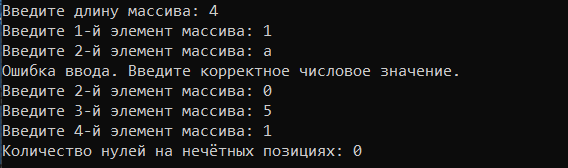 Введите длину массива: 4
Введите 1-й элемент массива: 1
Введите 2-й элемент массива: a
Ошибка ввода. Введите корректное числовое значение.
Введите 2-й элемент массива: 0
Введите 3-й элемент массива: 5
Введите 4-й элемент массива: 1
Количество нулей на нечётных позициях: 0